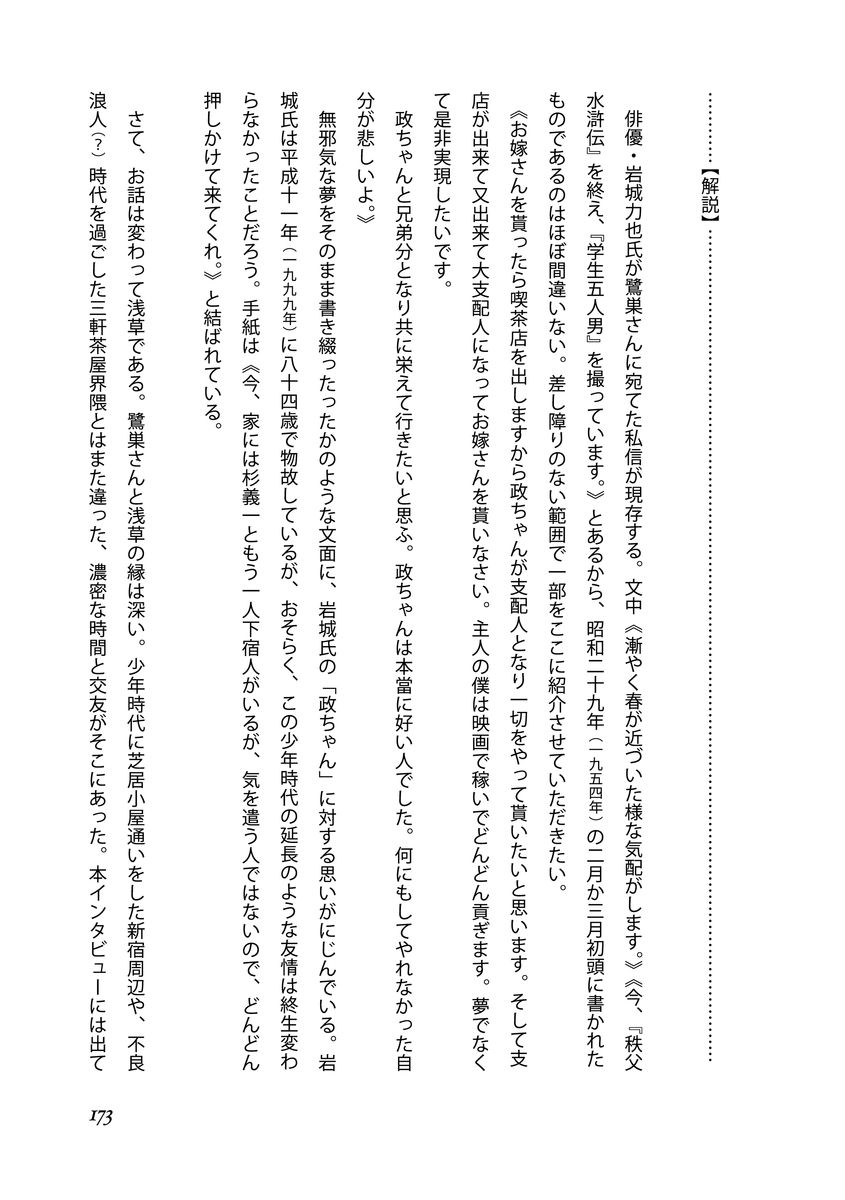 …………【解説】……………………………………………………………………
俳優・岩城力也氏が鷺巣さんに宛てた私信が現存する。文中《漸やく春が近づいた様な気配がします。》《今、『秩父
水滸伝』を終え、『学生五人男』を撮っています。》とあるから、昭和二十九年（一九五四年）の二月か三月初頭に書かれた
ものであるのはほぼ間違いない。差し障りのない範囲で一部をここに紹介させていただきたい。
《お嫁さんを貰ったら喫茶店を出しますから政ちゃんが支配人となり一切をやって貰いたいと思います。そして支
店が出来て又出来て大支配人になってお嫁さんを貰いなさい。主人の僕は映画で稼いでどんどん貢ぎます。夢でなく
て是非実現したいです。
政ちゃんと兄弟分となり共に栄えて行きたいと思ふ。政ちゃんは本當に好い人でした。何にもしてやれなかった自
分が悲しいよ。》
無邪気な夢をそのまま書き綴ったったかのような文面に、岩城氏の「政ちゃん」に対する思いがにじんでいる。岩
城氏は平成十一年（一九九九年）に八十四歳で物故しているが、おそらく、この少年時代の延長のような友情は終生変わ
らなかったことだろう。手紙は《今、家には杉義一ともう一人下宿人がいるが、気を遣う人ではないので、どんどん
押しかけて来てくれ。》と結ばれている。
さて、お話は変わって浅草である。鷺巣さんと浅草の縁は深い。少年時代に芝居小屋通いをした新宿周辺や、不良
浪人（？）時代を過ごした三軒茶屋界隈とはまた違った、濃密な時間と交友がそこにあった。本インタビューには出て
173